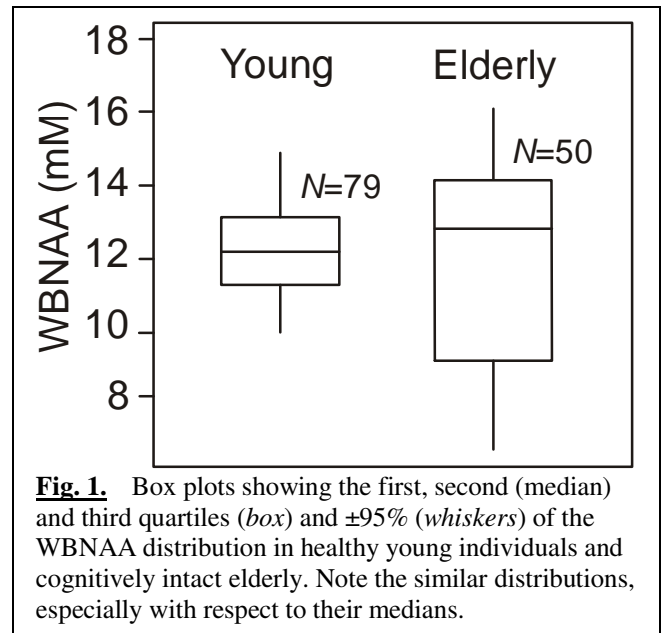 18
Young Elderly
16
N=50
14
N=79
12
10
8
WBNAA (mM)
Fig. 1. Box plots showing the first, second (median)
and third quartiles (box) and ±95% (whiskers) of the
WBNAA distribution in healthy young individuals and
cognitively intact elderly. Note the similar distributions,
especially with respect to their medians.